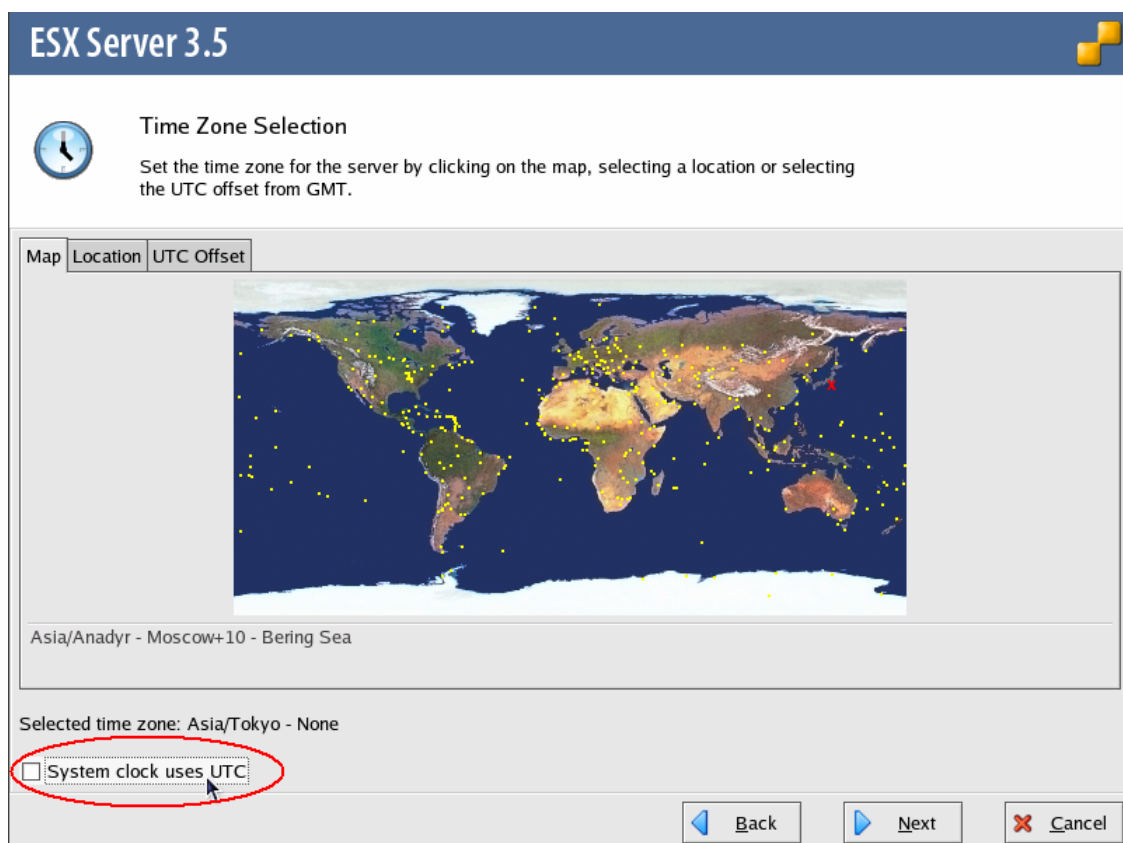 ESX Server 3.5
Time Zone Selection
Set the time zone for the server by clicking on the map, selecting a location or selecting
the UTC offset from GMT.
Map Location UTC Offset
Asia/Anadyr - Moscow+10 - Bering Sea
Selected time zone: Asia/Tokyo - None
System clock uses UTC
Back Next Cancel